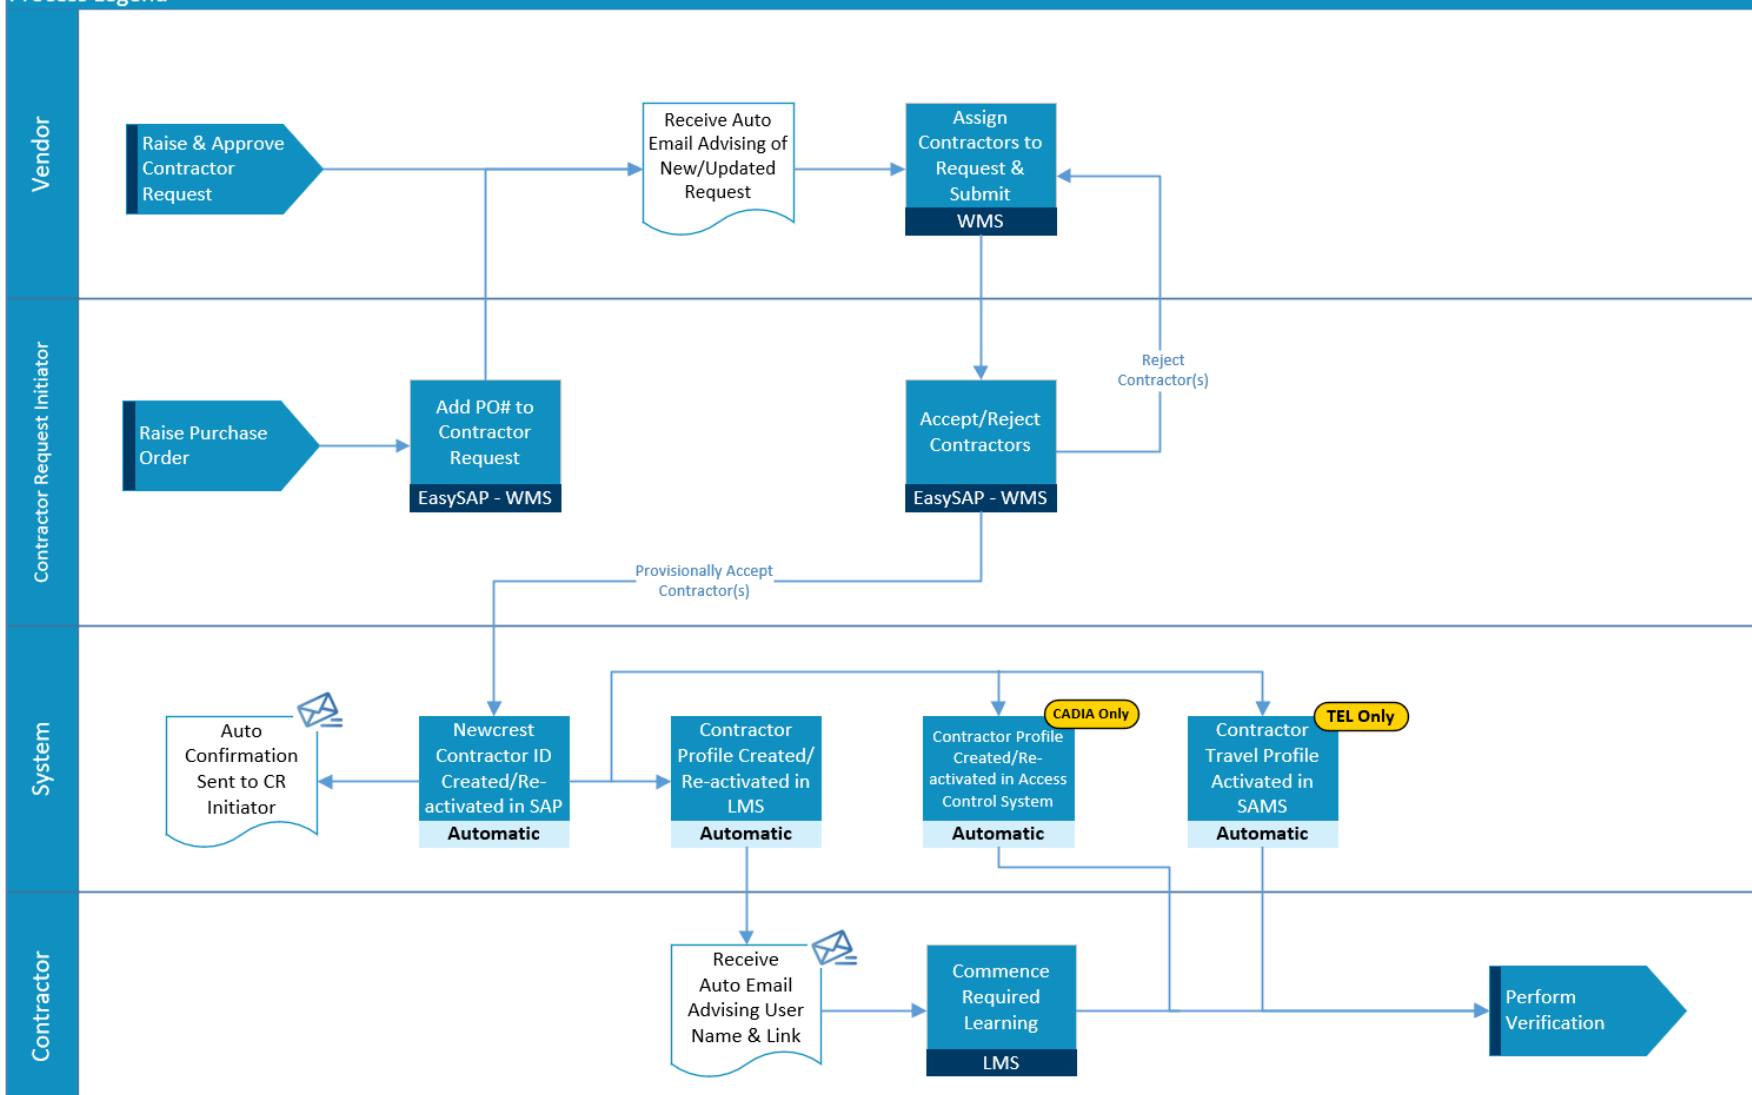 Process Legend
Vendor
Raise & Approve
Contractor
Request
Receive Auto
Email Advising of
New/Updated
Request
Assign
Contractors to
Request &
Submit
WMS
Contractor Request Initiator
Raise Purchase
Order
Add PO# to
Contractor
Request
EasySAP - WMS
Accept/Reject
Contractors
EasySAP - WMS
Reject
Contractor(s)
Provisionally Accept
Contractor(s)
System
Auto
Confirmation
Sent to CR
Initiator
Newcrest
Contractor ID
Created/Re-
activated in SAP
Automatic
Contractor
Profile Created/
Re-activated in
LMS
Automatic
CADIA Only
Contractor Profile
Created/Re-
activated in Access
Control System
Automatic
TEL Only
Contractor
Travel Profile
Activated in
SAMS
Automatic
Contractor
Receive
Auto Email
Advising User
Name & Link
Commence
Required
Learning
LMS
Perform
Verification